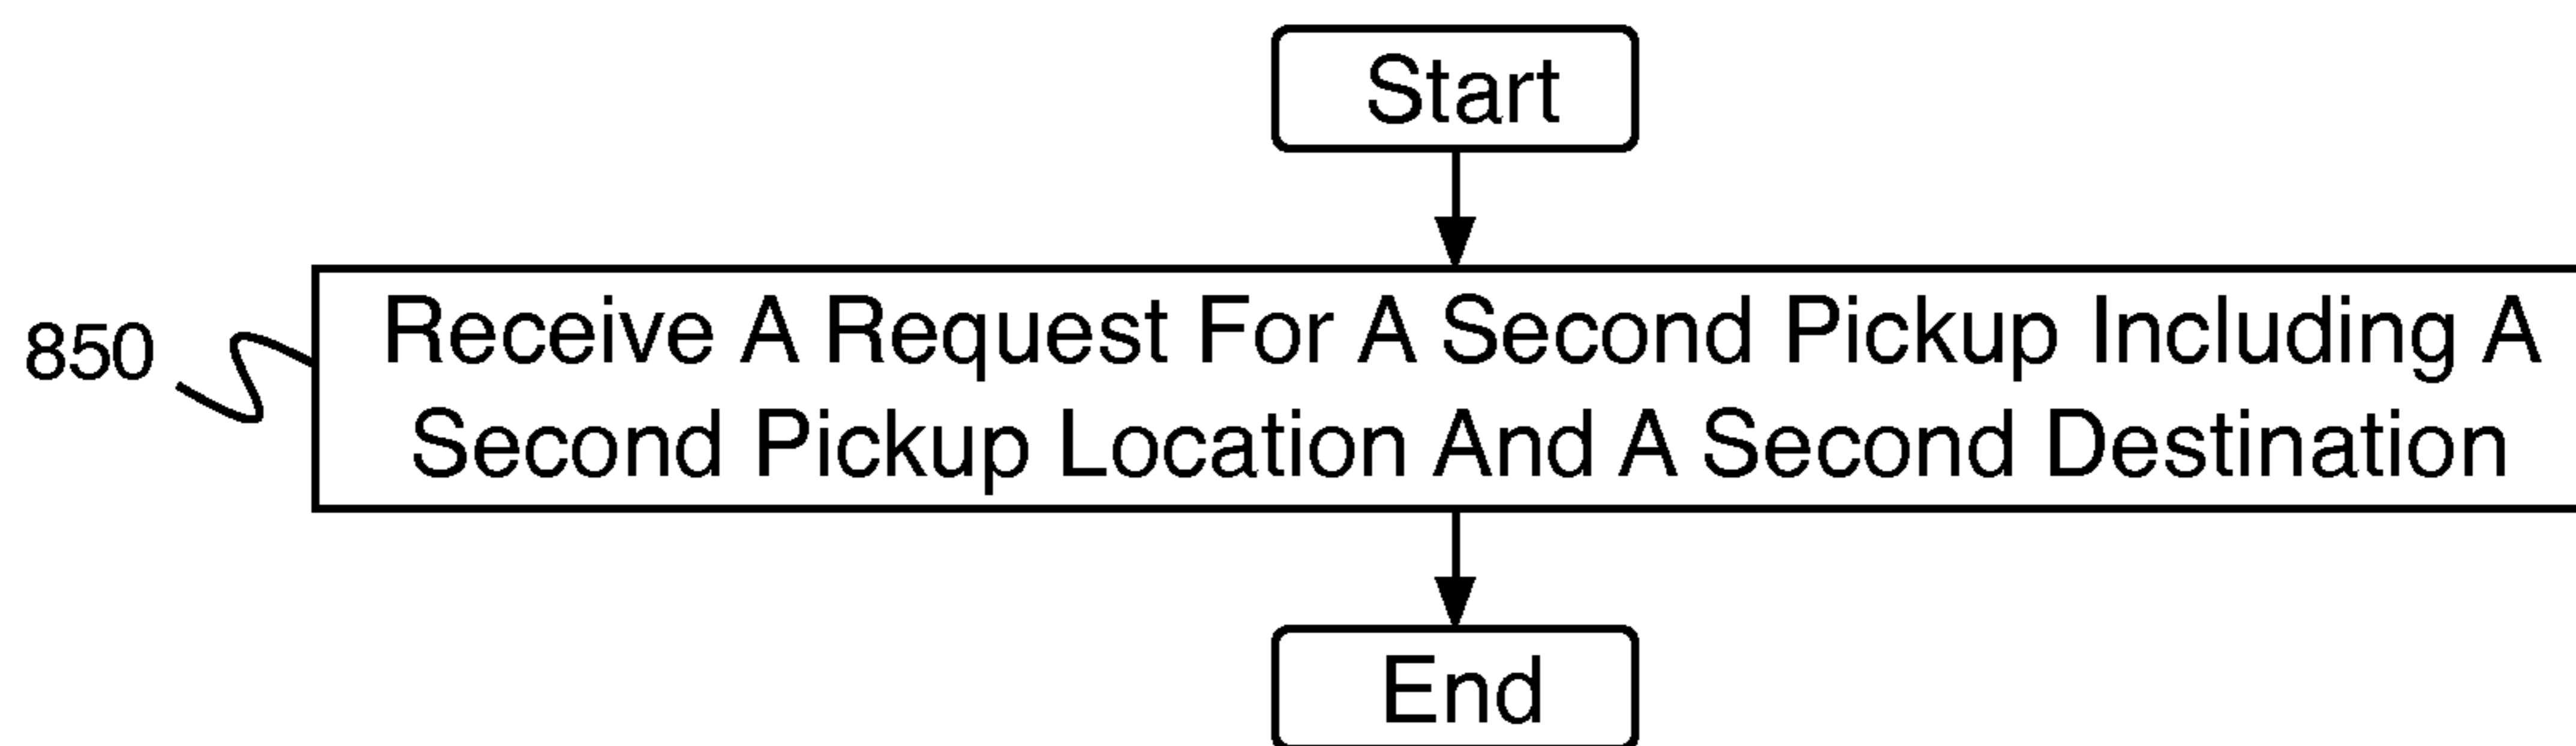 Start
850
Receive A Request For A Second Pickup Including A
Second Pickup Location And A Second Destination
End